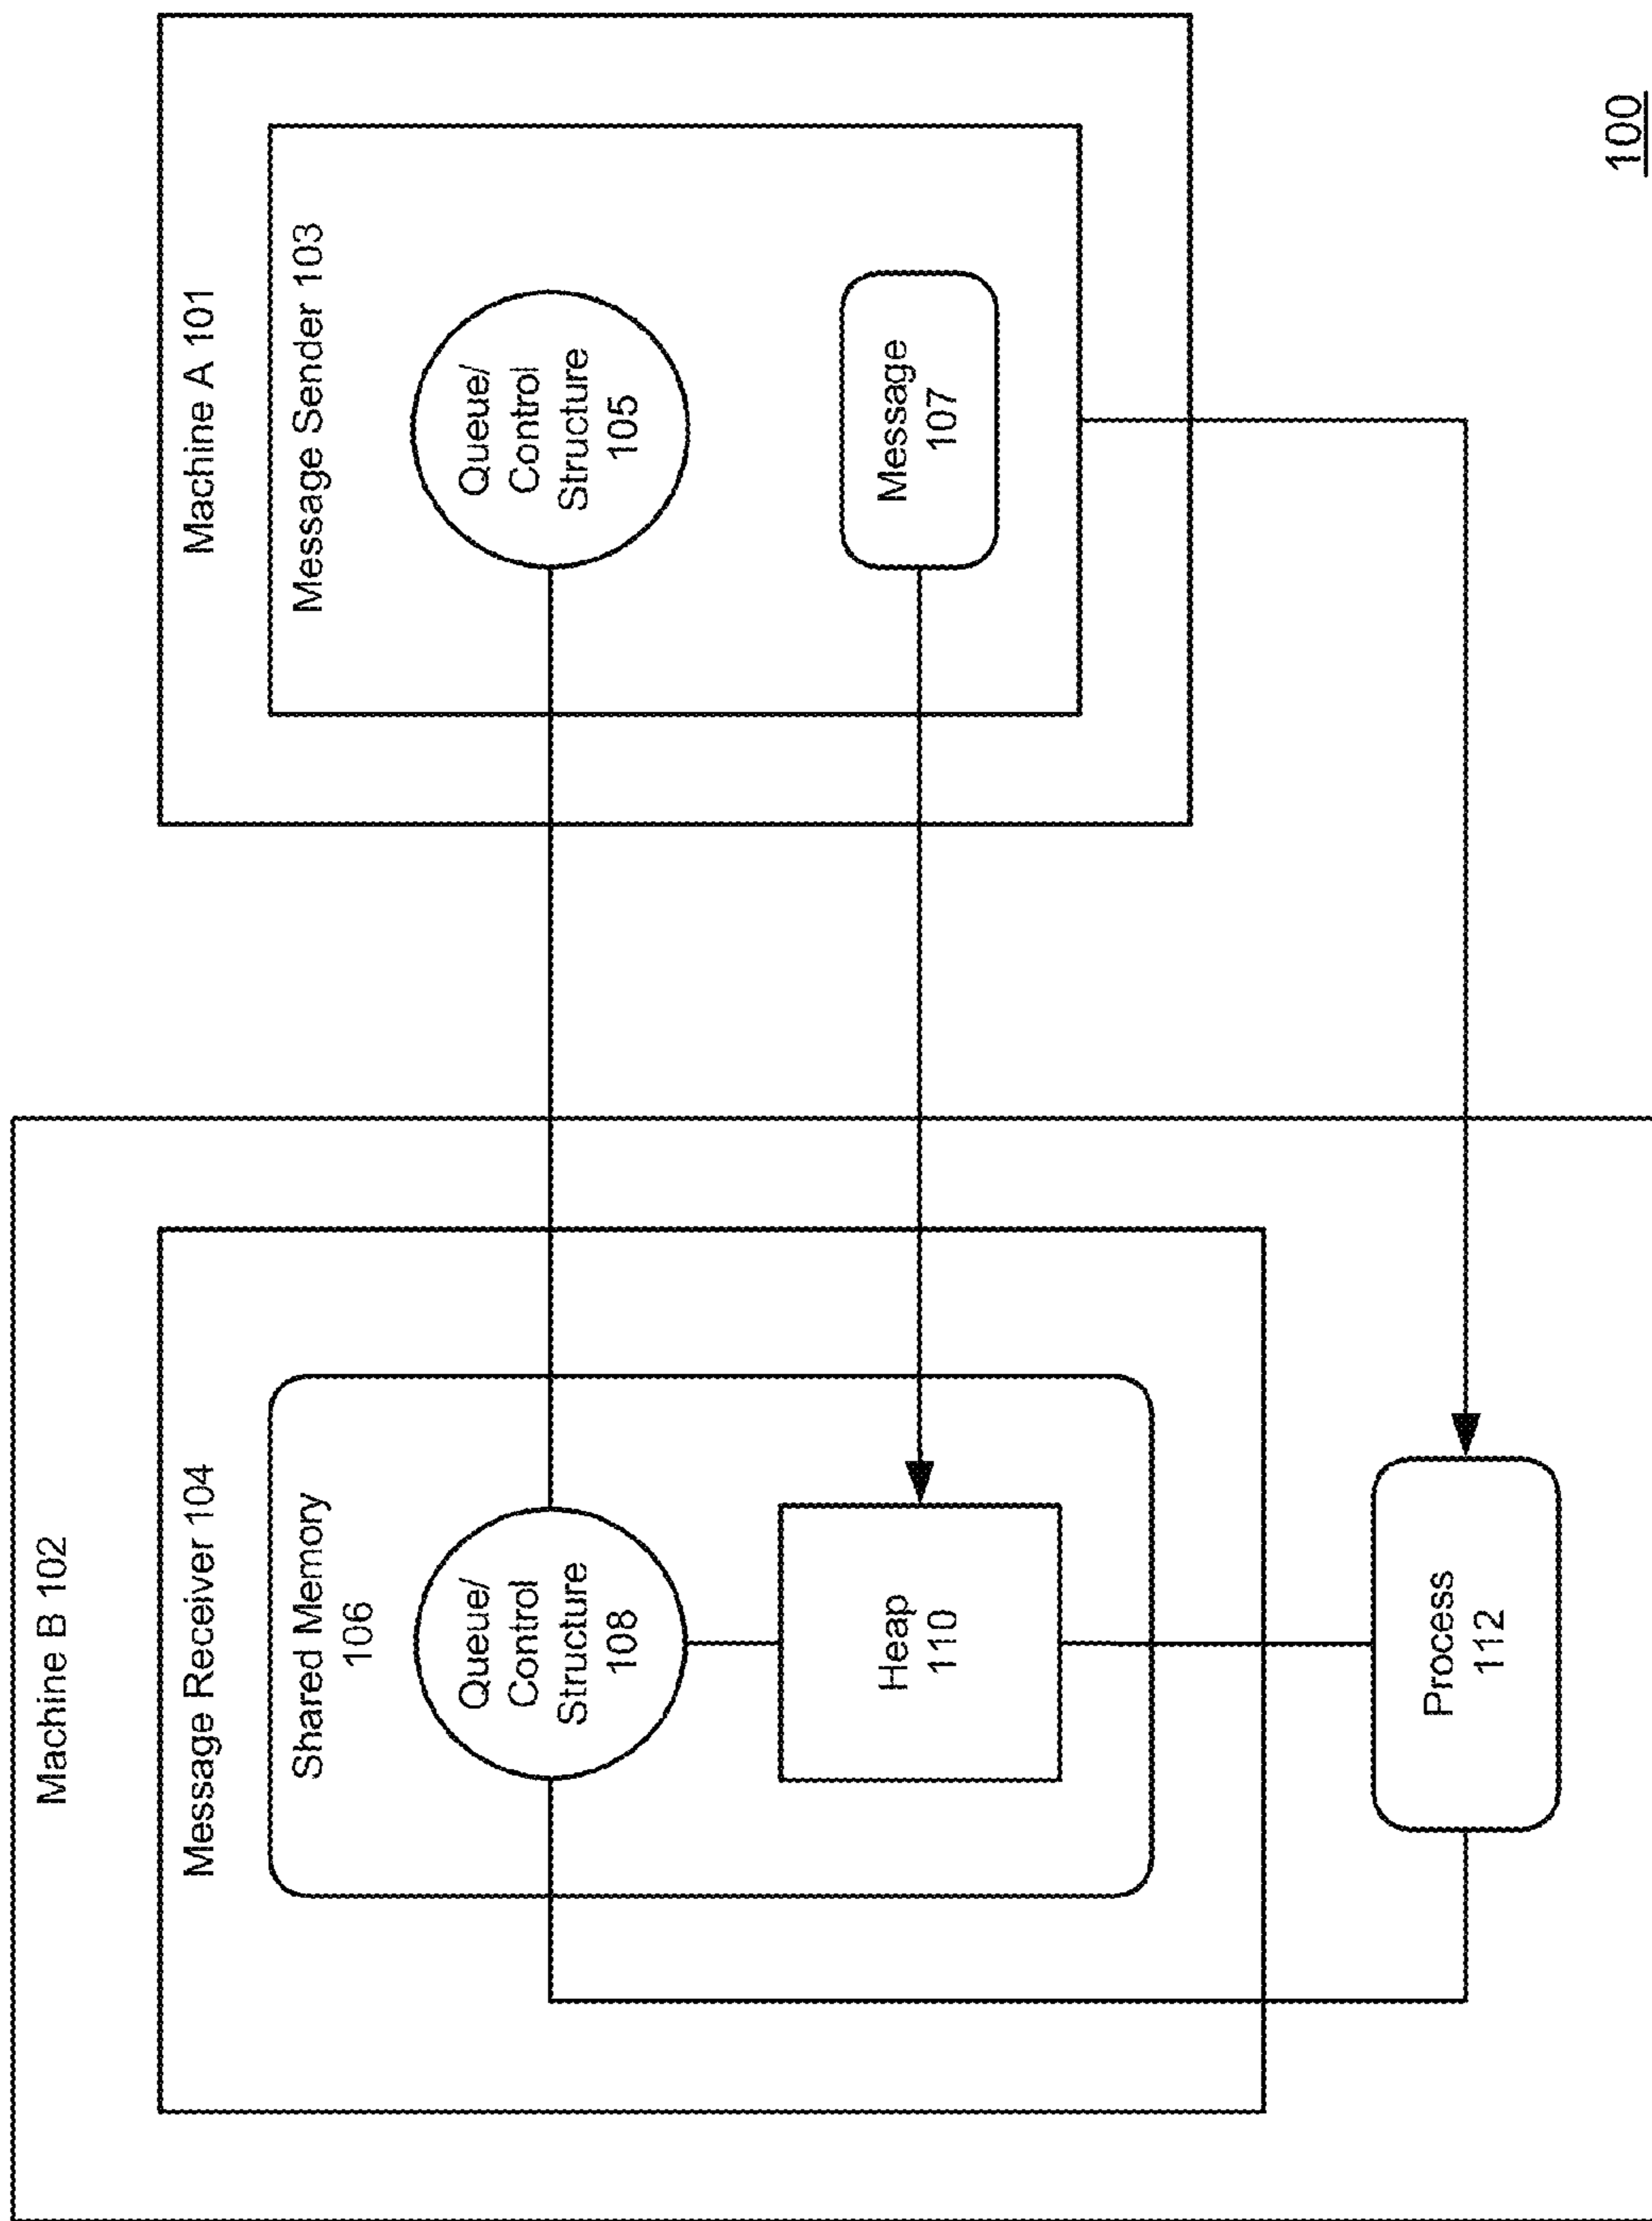 Machine B 102
Message Receiver 104
Shared Memory
106
Queue/
Control
Structure
108
Heap
110
Process
112
Machine A 101
Message Sender 103
Queue/
Control
Structure
105
Message
107
100